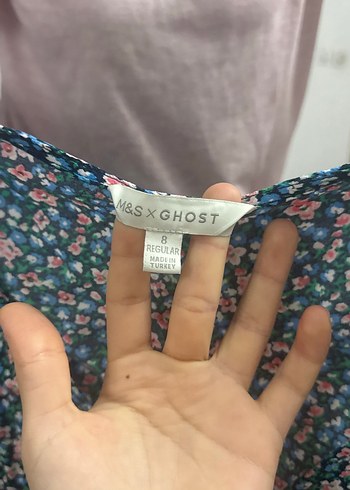 M&S X GHOST
8
REGULAR
MADE IN
TURKEY